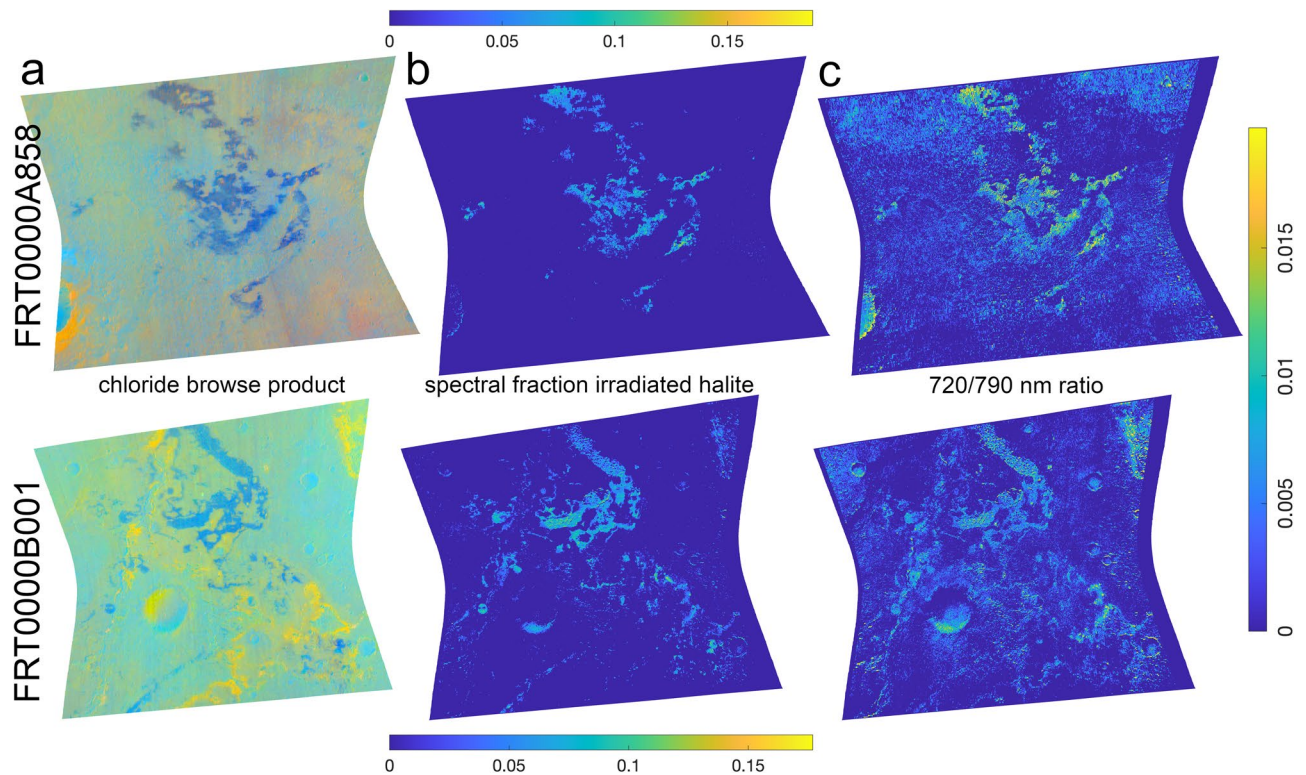 0 0.05 0.1 0.15
a b c
FRT0000A858
0.015
0.01
0.005
0
chloride browse product spectral fraction irradiated halite 720/790 nm ratio
FRT0000B001
0 0.05 0.1 0.15